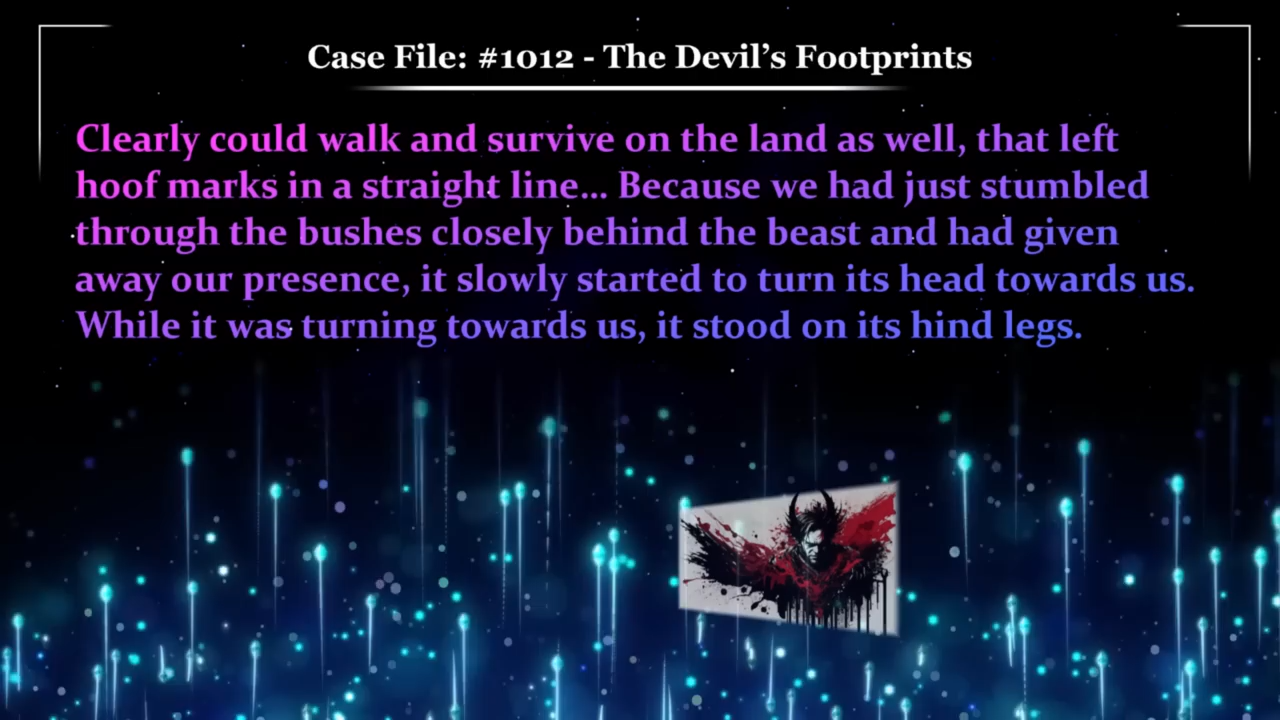 Case File: #1012 - The Devil’s Footprints
Clearly could walk and survive on the land as well, that left
hoof marks in a straight line... Because we had just stumbled
through the bushes closely behind the beast and had given
away our presence, it slowly started to turn its head towards us.
While it was turning towards us, it stood on its hind legs.